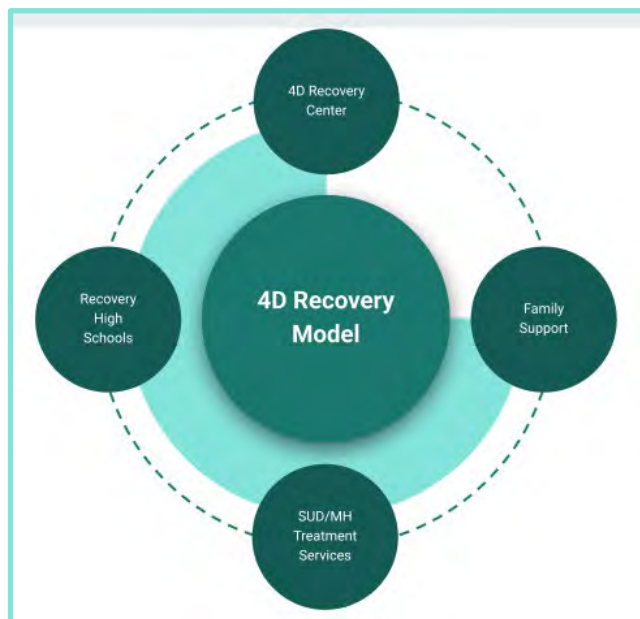 4D Recovery
Center
4D Recovery
Model
Recovery
High
Schools
Family
Support
SUD/MH
Treatment
Services